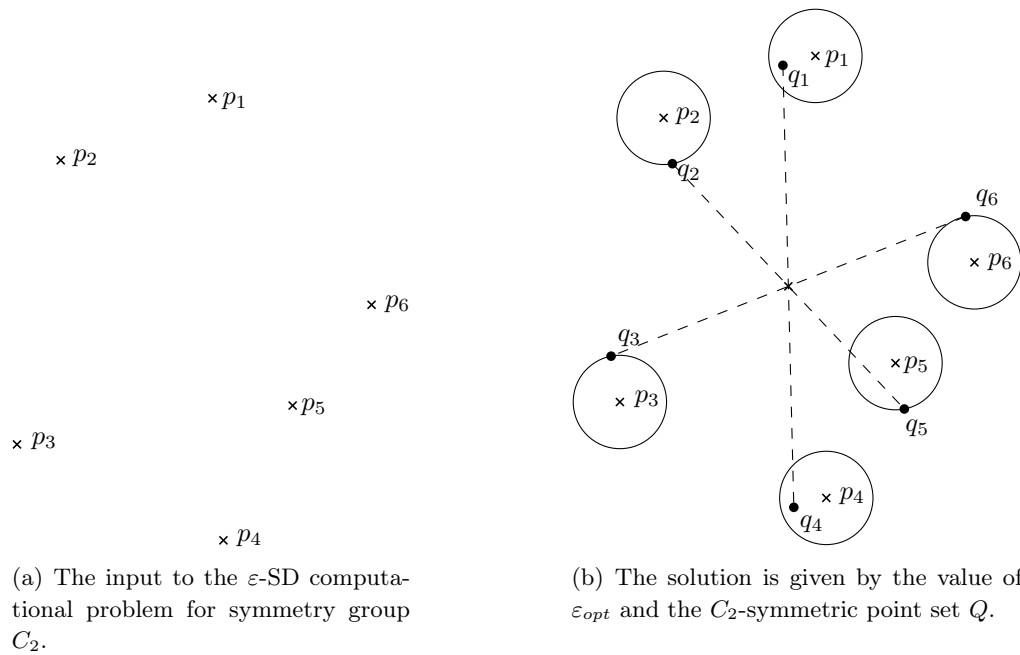 p1
p2
p6
p5
p3
p4
(a) The input to the ε-SD computa-
tional problem for symmetry group
C2.
p1
q1
p2
q2
q6
p6
q3
p5
p3
q5
p4
q4
(b) The solution is given by the value of
εopt and the C2-symmetric point set Q.